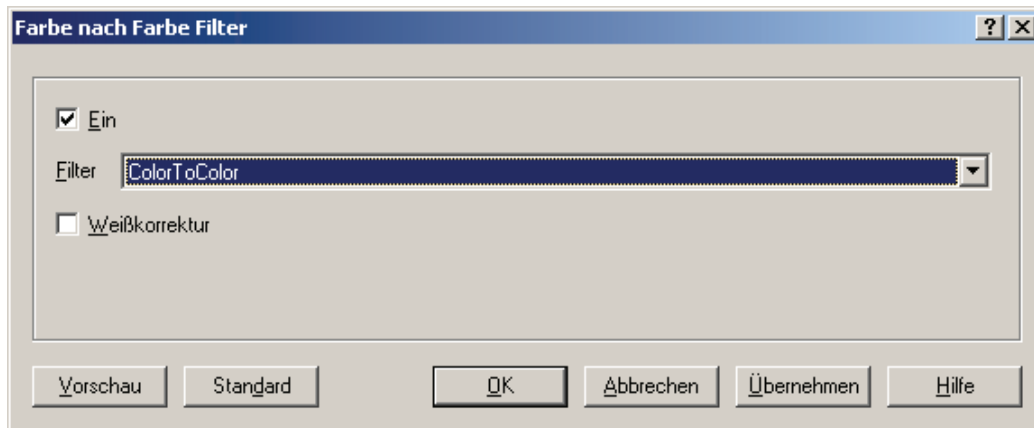 Farbe nach Farbe Filter
Ein
Filter ColorToColor
Weißkorrektur
Vorschau Standard OK Abbrechen Übernehmen Hilfe